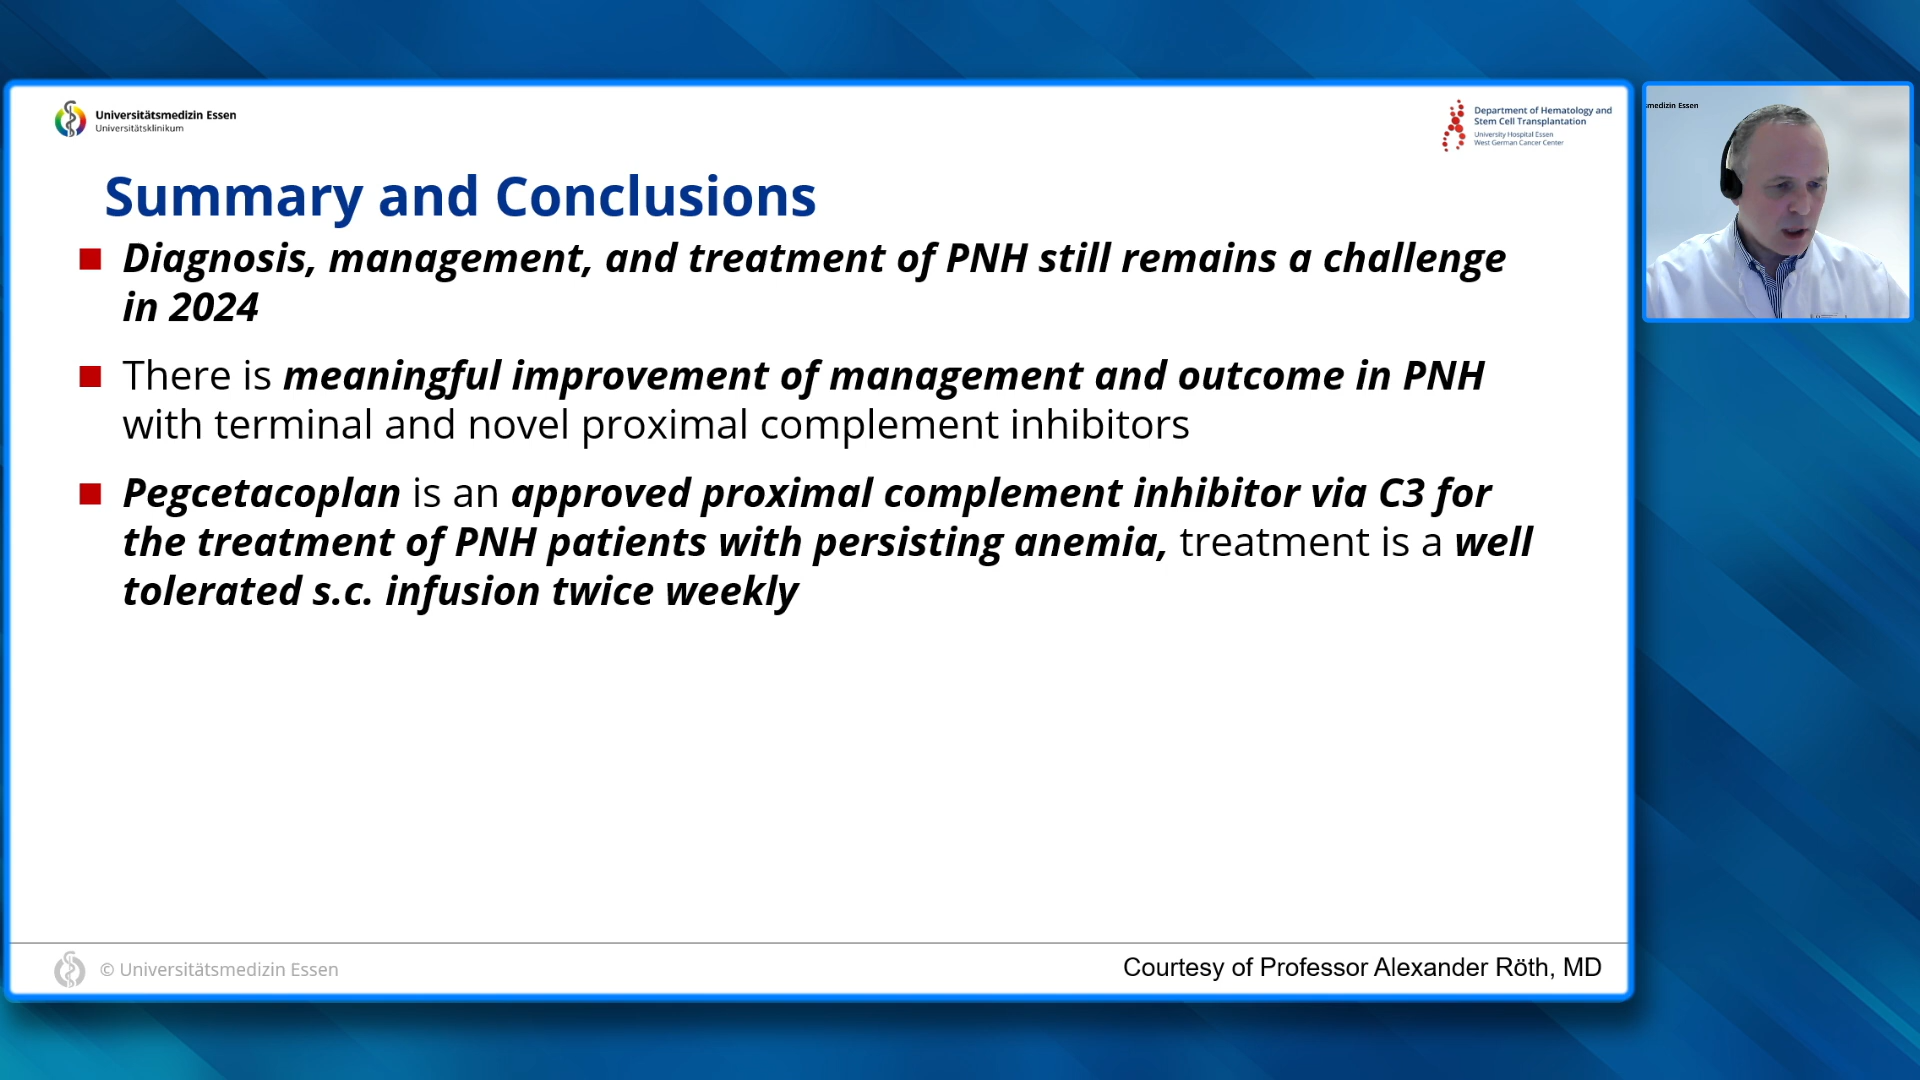 Universitätsmedizin Essen
Universitätsklinikum
Department of Hematology and
Stem Cell Transplantation
University Hospital Essen
West German Cancer Center
smedizin Essen
Summary and Conclusions
Diagnosis, management, and treatment of PNH still remains a challenge
in 2024
There is meaningful improvement of management and outcome in PNH
with terminal and novel proximal complement inhibitors
Pegcetacoplan is an approved proximal complement inhibitor via C3 for
the treatment of PNH patients with persisting anemia, treatment is a well
tolerated s.c. infusion twice weekly
© Universitätsmedizin Essen
Courtesy of Professor Alexander Röth, MD